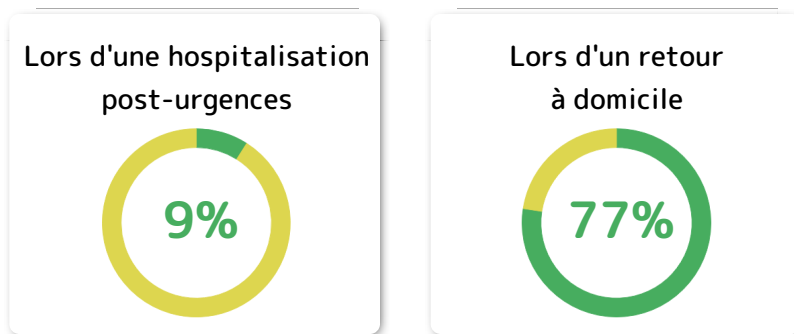 Lors d'une hospitalisation
post-urgences
9%
Lors d'un retour
à domicile
77%